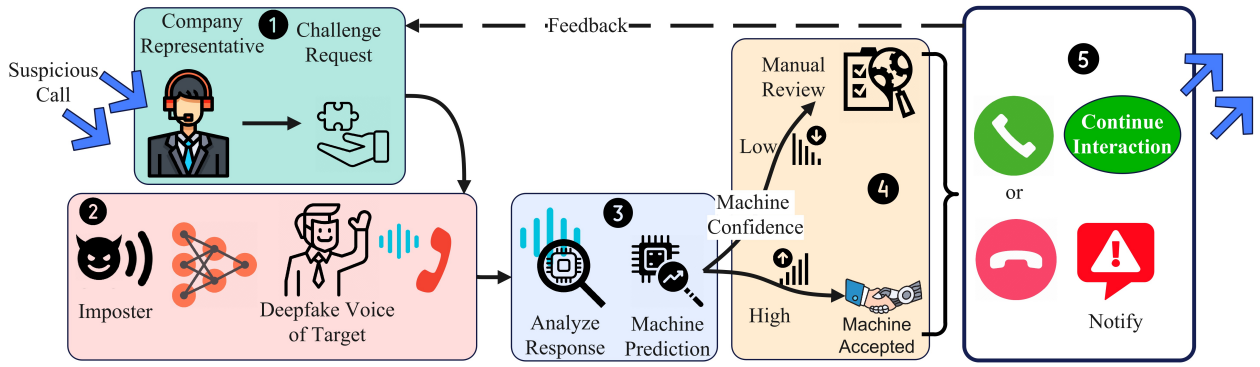 Suspicious
Call
1
Company
Representative
Challenge
Request
Feedback
2
Imposter
Deepfake Voice
of Target
3
Analyze
Response
Machine
Prediction
Machine
Confidence
Manual
Review
Low
4
High
Machine
Accepted
5
Continue
Interaction
or
Notify